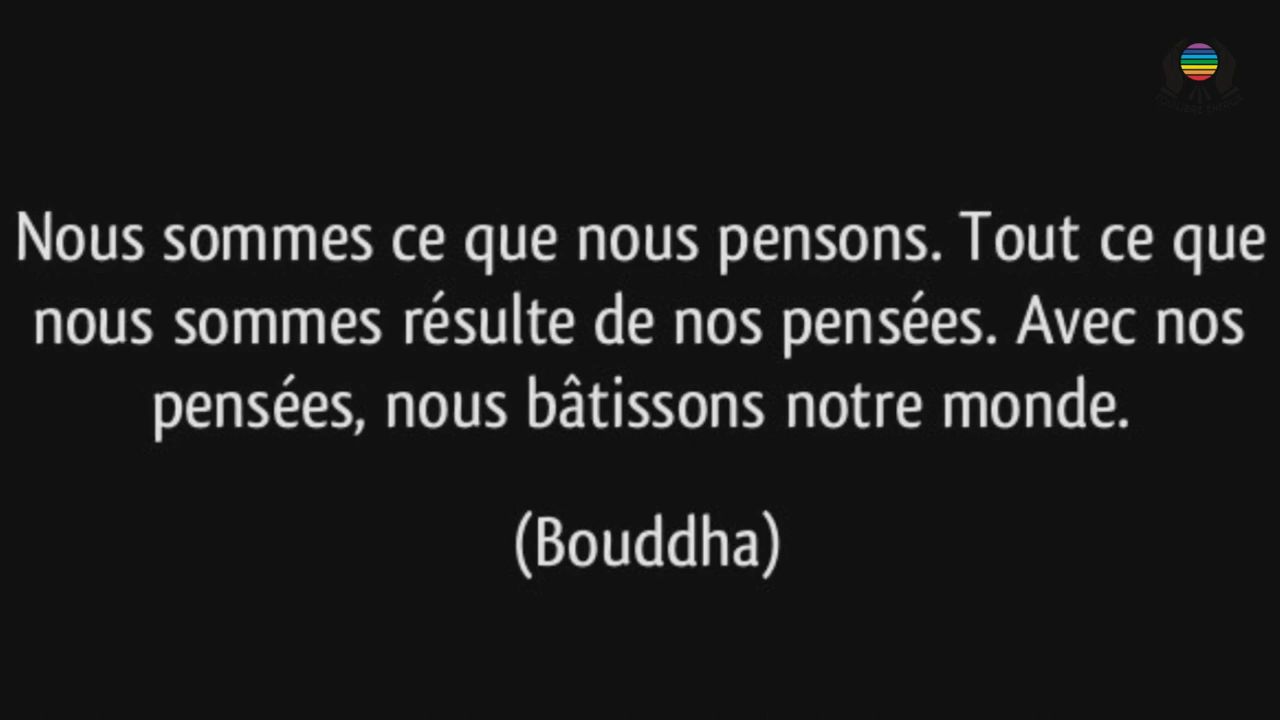 Nous sommes ce que nous pensons. Tout ce que
nous sommes résulte de nos pensées. Avec nos
pensées, nous bâtissons notre monde.
(Bouddha)